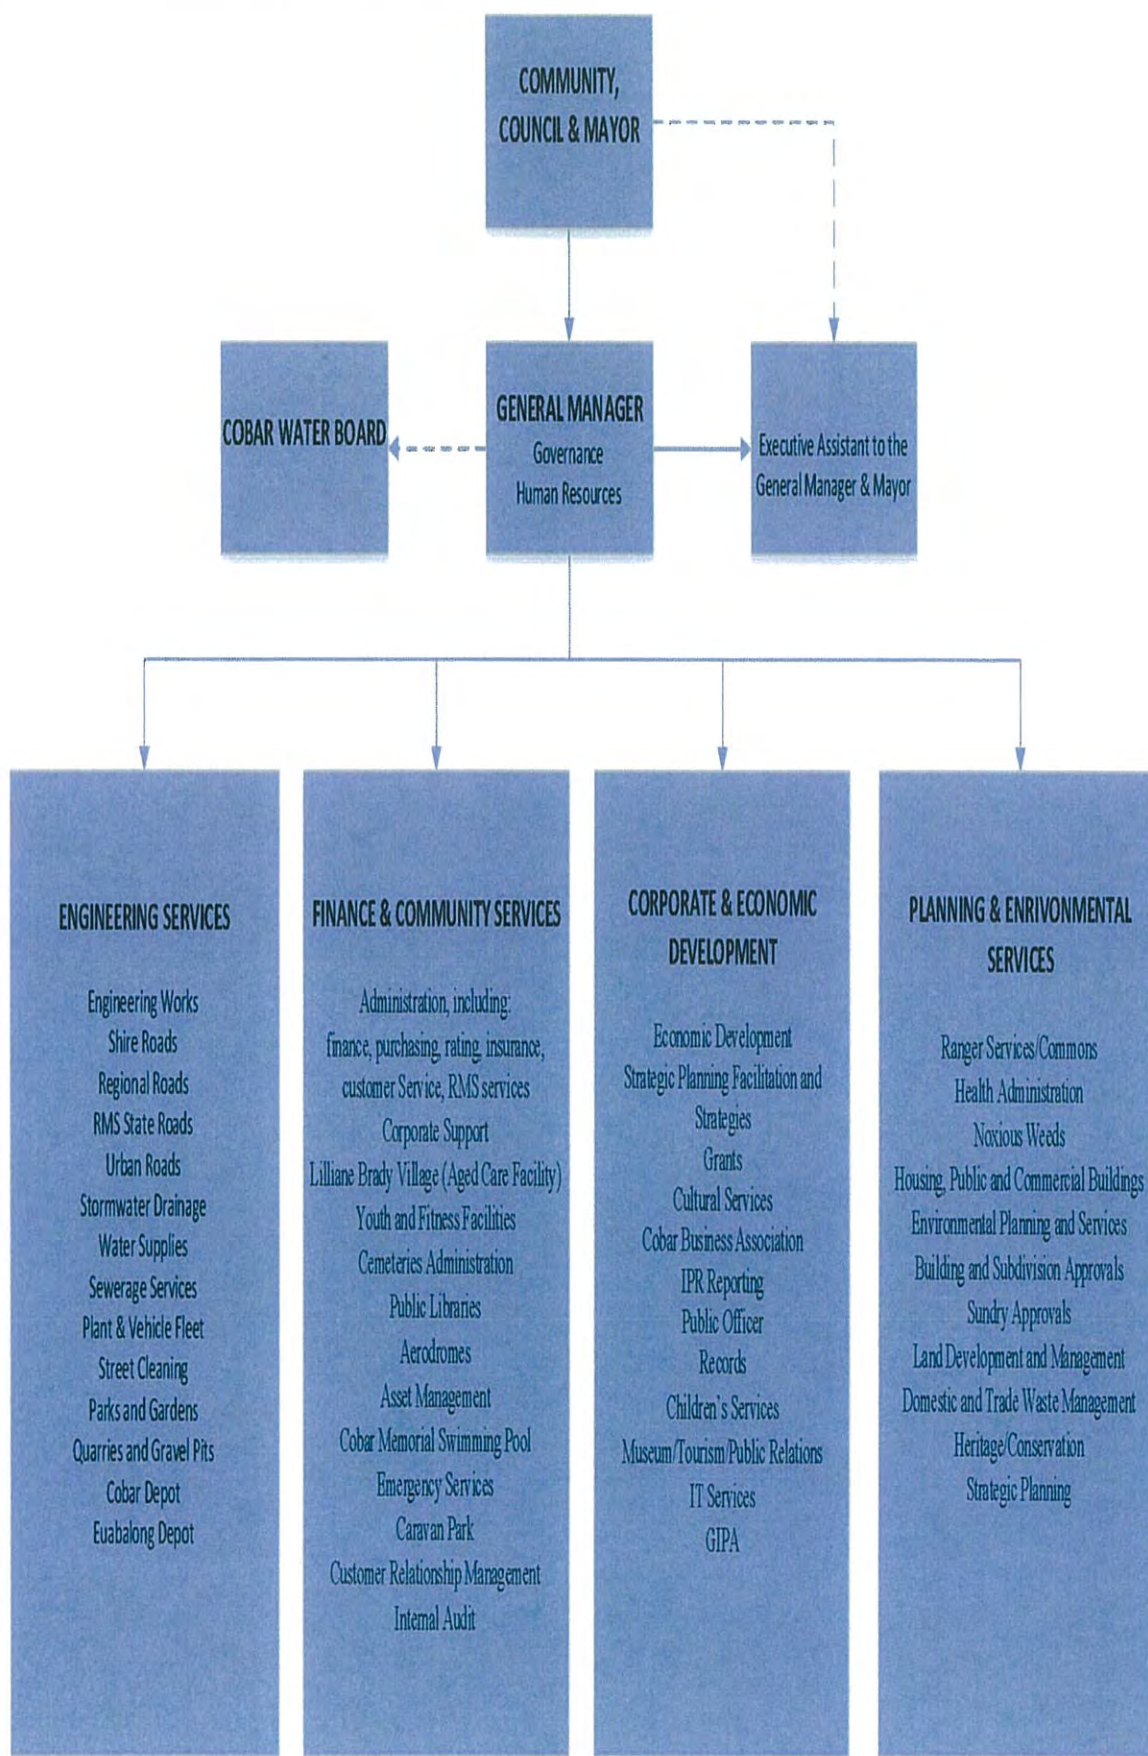 COMMUNITY,
COUNCIL & MAYOR
COBAR WATER BOARD
GENERAL MANAGER
Governance
Human Resources
Executive Assistant to the
General Manager & Mayor
ENGINEERING SERVICES
Engineering Works
Shire Roads
Regional Roads
RMS State Roads
Urban Roads
Stormwater Drainage
Water Supplies
Sewerage Services
Plant & Vehicle Fleet
Street Cleaning
Parks and Gardens
Quarries and Gravel Pits
Cobar Depot
Euabalong Depot
FINANCE & COMMUNITY SERVICES
Administration, including:
finance, purchasing, rating, insurance,
customer Service, RMS services
Corporate Support
Lilliane Brady Village (Aged Care Facility)
Youth and Fitness Facilities
Cemeteries Administration
Public Libraries
Aerodromes
Asset Management
Cobar Memorial Swimming Pool
Emergency Services
Caravan Park
Customer Relationship Management
Internal Audit
CORPORATE & ECONOMIC
DEVELOPMENT
Economic Development
Strategic Planning Facilitation and
Strategies
Grants
Cultural Services
Cobar Business Association
IPR Reporting
Public Officer
Records
Children's Services
Museum/Tourism/Public Relations
IT Services
GIPA
PLANNING & ENRIVONMENTAL
SERVICES
Ranger Services/Commons
Health Administration
Noxious Weeds
Housing, Public and Commercial Buildings
Environmental Planning and Services
Building and Subdivision Approvals
Sundry Approvals
Land Development and Management
Domestic and Trade Waste Management
Heritage/Conservation
Strategic Planning